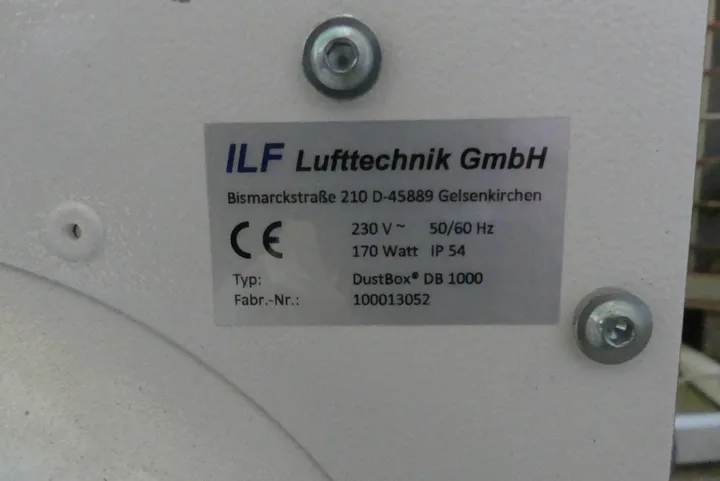 ILF Lufttechnik GmbH
Bismarckstraße 210 D-45889 Gelsenkirchen
CE 230 V ~ 50/60 Hz
170 Watt IP 54
Typ: DustBox® DB 1000
Fabr.-Nr.: 100013052